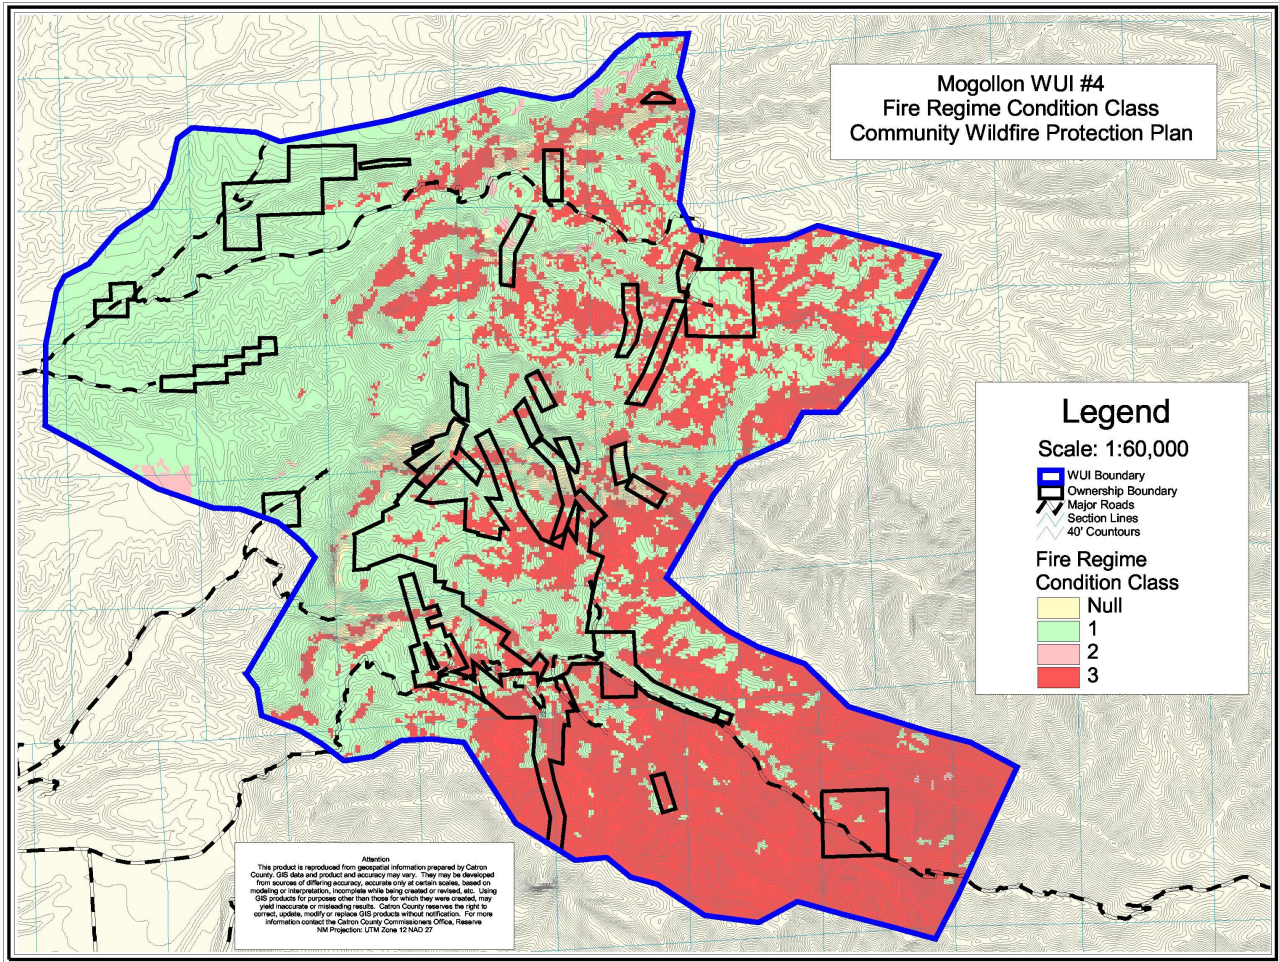 Mogollon WUI #4
Fire Regime Condition Class
Community Wildfire Protection Plan
Legend
Scale: 1:60,000
WUI Boundary
Ownership Boundary
Major Roads
Section Lines
40' Countours
Fire Regime
Condition Class
Null
1
2
3
Attention
This product is reproduced from geospatial information prepared by Catron
County. GIS data and product and accuracy may vary. They may be developed
from sources of differing accuracy, accurate only at certain scales, based on
modeling or interpretation, incomplete while being created or revised, etc. Using
GIS products for purposes other than those for which they were created, may
yield inaccurate or misleading results. Catron County reserves the right to
correct, update, modify or replace GIS products without notification. For more
information contact the Catron County Commissioners Office, Reserve
NM Projection: UTM Zone 12 NAD 27